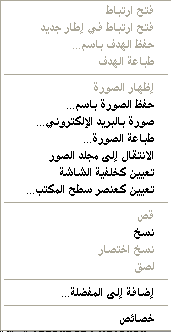 فتح ارتباط
فتح ارتباط في إطار جديد
حفظ الهدف باسم...
طباعة الهدف
إظهار الصورة
حفظ الصورة باسم...
صورة بالبريد الإلكتروني...
طباعة الصورة...
الانتقال إلى مجلد الصور
تعيين كخلفية الشاشة
تعيين كعنصر سطح المكتب...
قص
نسخ
نسخ اختصار
لصق
إضافة إلى المفضلة...
خصائص